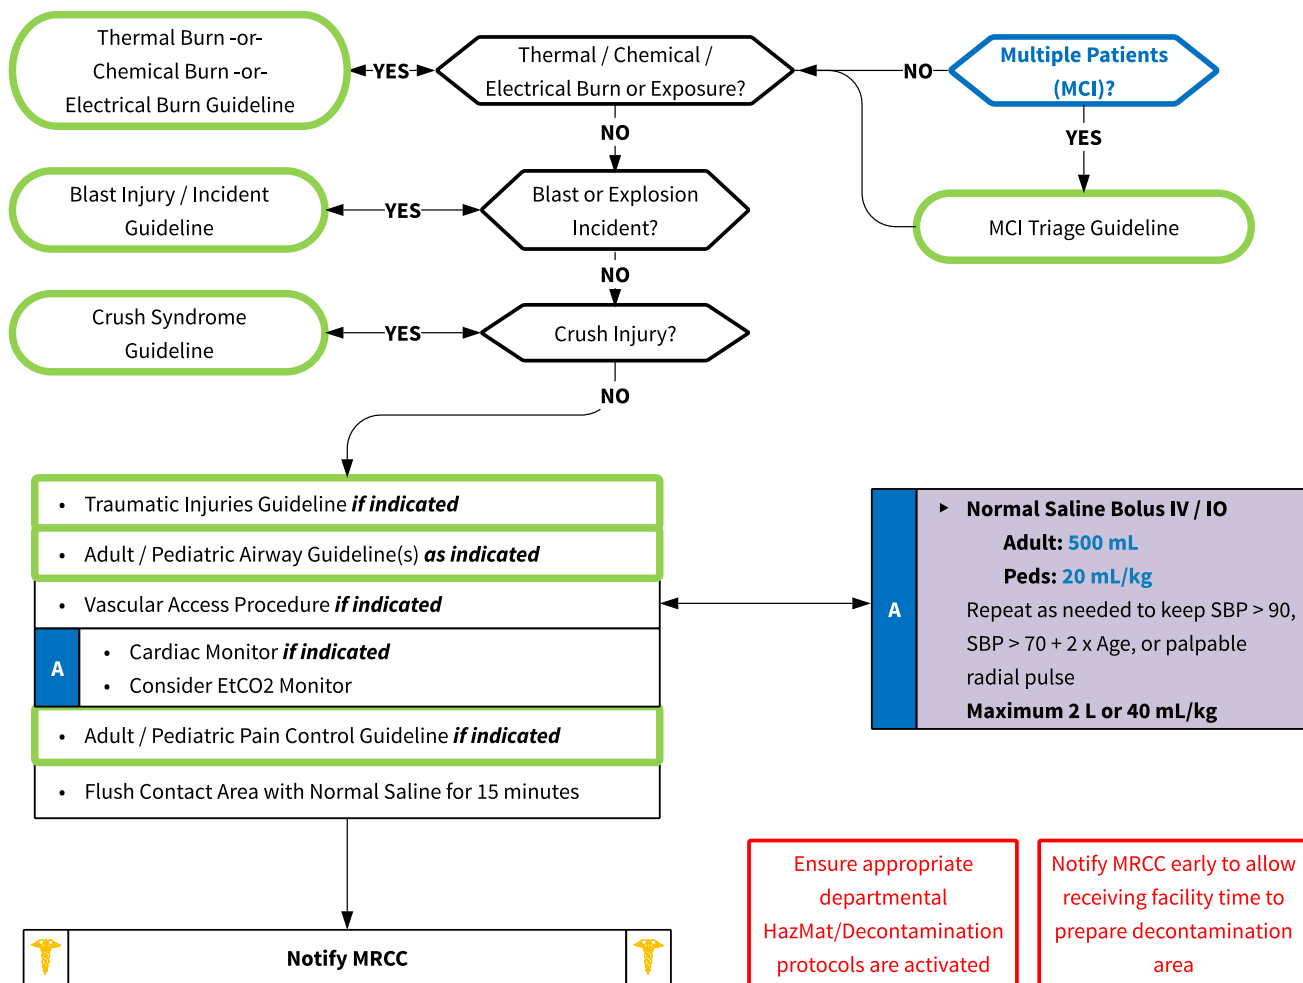 Thermal Burn -or-
Chemical Burn -or-
Electrical Burn Guideline
YES
Thermal / Chemical /
Electrical Burn or Exposure?
NO
Multiple Patients
(MCI)?
NO
YES
Blast Injury / Incident
Guideline
YES
Blast or Explosion
Incident?
MCI Triage Guideline
NO
Crush Syndrome
Guideline
YES
Crush Injury?
NO
• Traumatic Injuries Guideline if indicated
• Adult / Pediatric Airway Guideline(s) as indicated
• Vascular Access Procedure if indicated
A
• Cardiac Monitor if indicated
• Consider EtCO2 Monitor
• Adult / Pediatric Pain Control Guideline if indicated
• Flush Contact Area with Normal Saline for 15 minutes
A
Normal Saline Bolus IV / IO
Adult: 500 mL
Peds: 20 mL/kg
Repeat as needed to keep SBP > 90,
SBP > 70 + 2 x Age, or palpable
radial pulse
Maximum 2 L or 40 mL/kg
Notify MRCC
Ensure appropriate
departmental
HazMat/Decontamination
protocols are activated
Notify MRCC early to allow
receiving facility time to
prepare decontamination
area